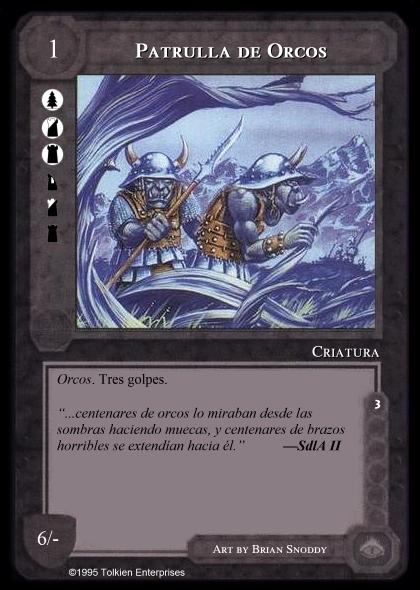 1
PATRULLA DE ORCOS
CRIATURA
Orcos. Tres golpes.
3
“...centenares de orcos lo miraban desde las
sombras haciendo muecas, y centenares de brazos
horribles se extendían hacia él.” —SdlA II
6/-
ART BY BRIAN SNODDY
©1995 Tolkien Enterprises